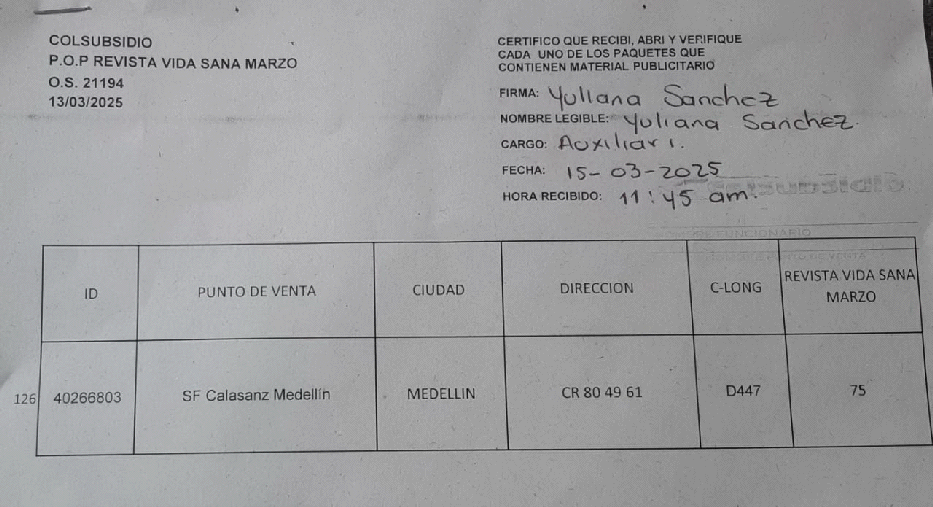 COLSUBSIDIO
P.O.P REVISTA VIDA SANA MARZO
O.S. 21194
13/03/2025
CERTIFICO QUE RECIBI, ABRI Y VERIFIQUE
CADA UNO DE LOS PAQUETES QUE
CONTIENEN MATERIAL PUBLICITARIO
FIRMA: Yuliana Sanchez
NOMBRE LEGIBLE: Yuliana Sanchez.
CARGO: Auxiliar 1.
FECHA: 15-03-2025
HORA RECIBIDO: 11:45 am.
ID PUNTO DE VENTA CIUDAD DIRECCION C-LONG REVISTA VIDA SANA
MARZO
126 40266803 SF Calasanz Medellín MEDELLIN CR 80 49 61 D447 75